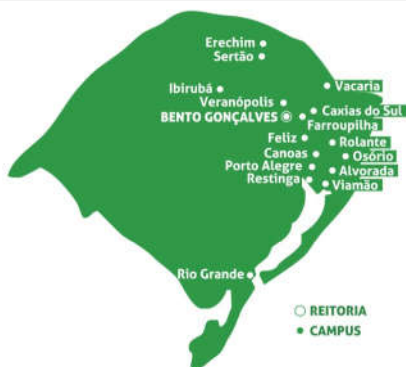 Erechim
Sertão
Ibirubá
Vacaria
Veranópolis
Caxias do Sul
BENTO GONÇALVES
Farroupilha
Feliz
Rolante
Canoas
Osório
Porto Alegre
Alvorada
Restinga
Viamão
Rio Grande
REITORIA
CAMPUS